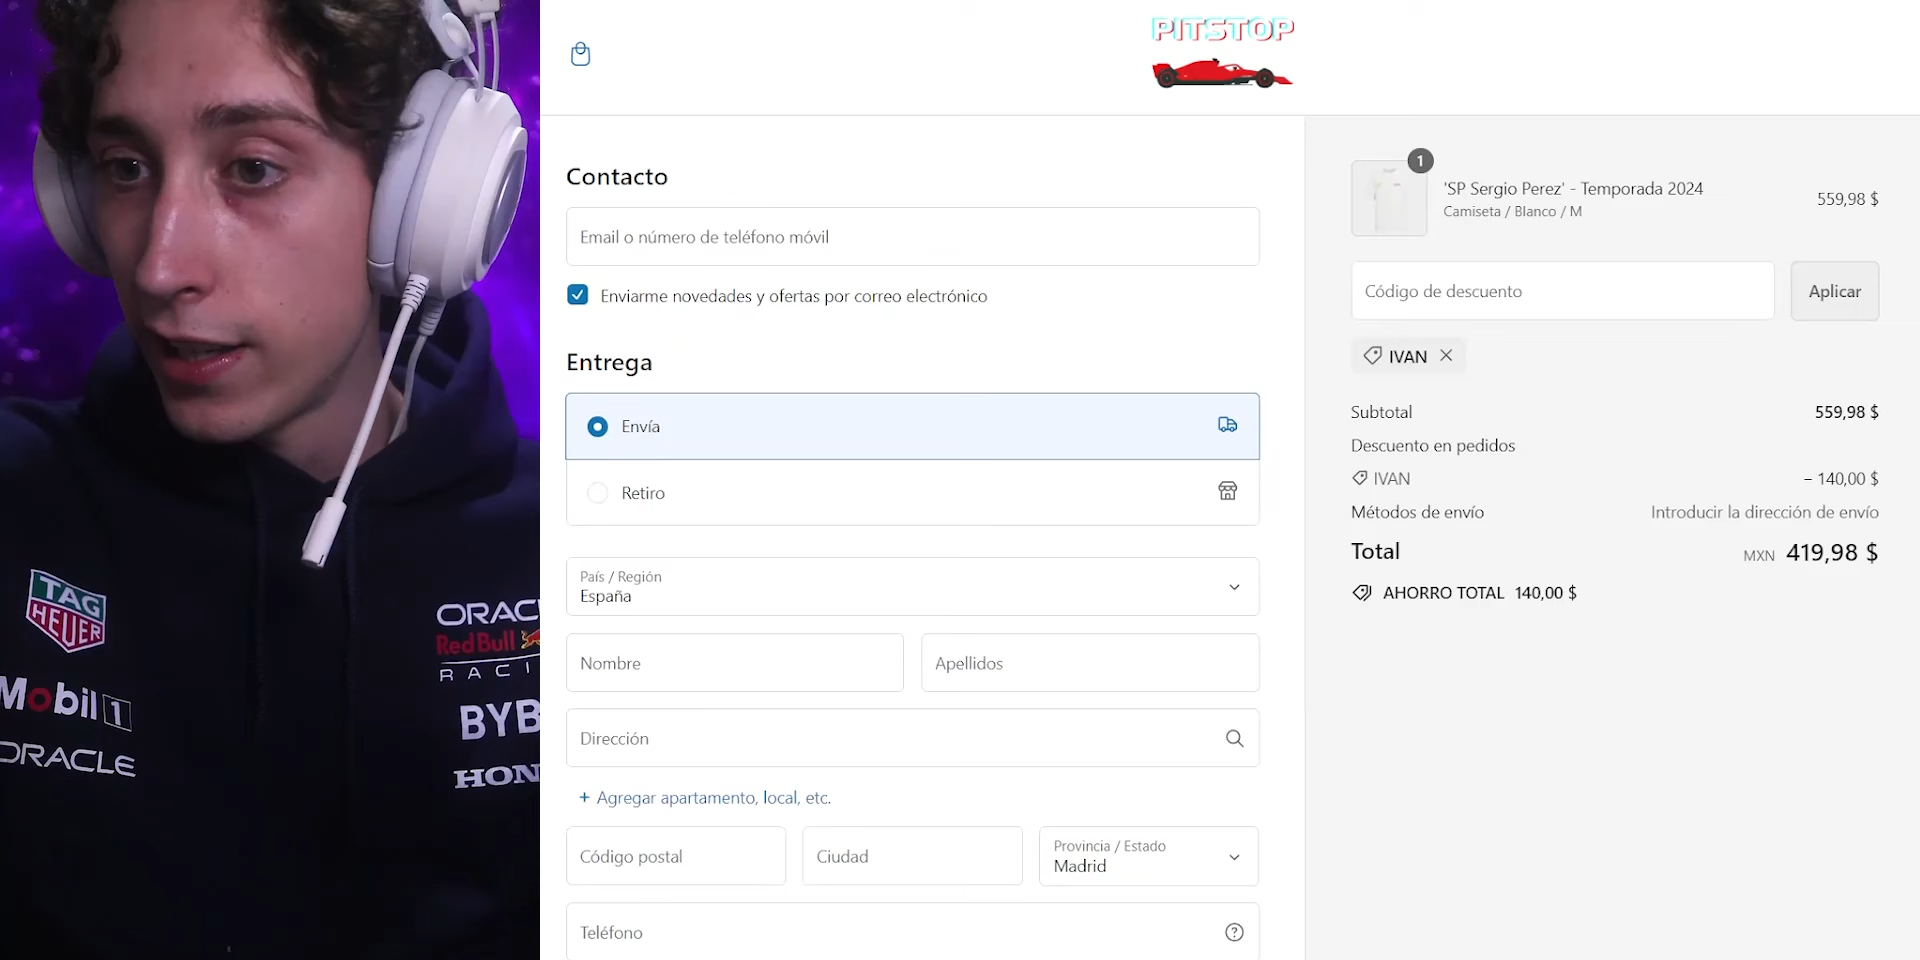 TAG
HEUER
Mobil 1
ORACLE
ORAC
Red Bull
RACI
BYB
HON
PITSTOP
Contacto
Email o número de teléfono móvil
Enviarme novedades y ofertas por correo electrónico
Entrega
Envía
Retiro
País / Región
España
Nombre
Apellidos
Dirección
+ Agregar apartamento, local, etc.
Código postal
Ciudad
Provincia / Estado
Madrid
Teléfono
1
'SP Sergio Perez' - Temporada 2024
Camiseta / Blanco / M
559,98 $
Código de descuento
Aplicar
IVAN
Subtotal 559,98 $
Descuento en pedidos
IVAN – 140,00 $
Métodos de envío Introducir la dirección de envío
Total MXN 419,98 $
AHORRO TOTAL 140,00 $